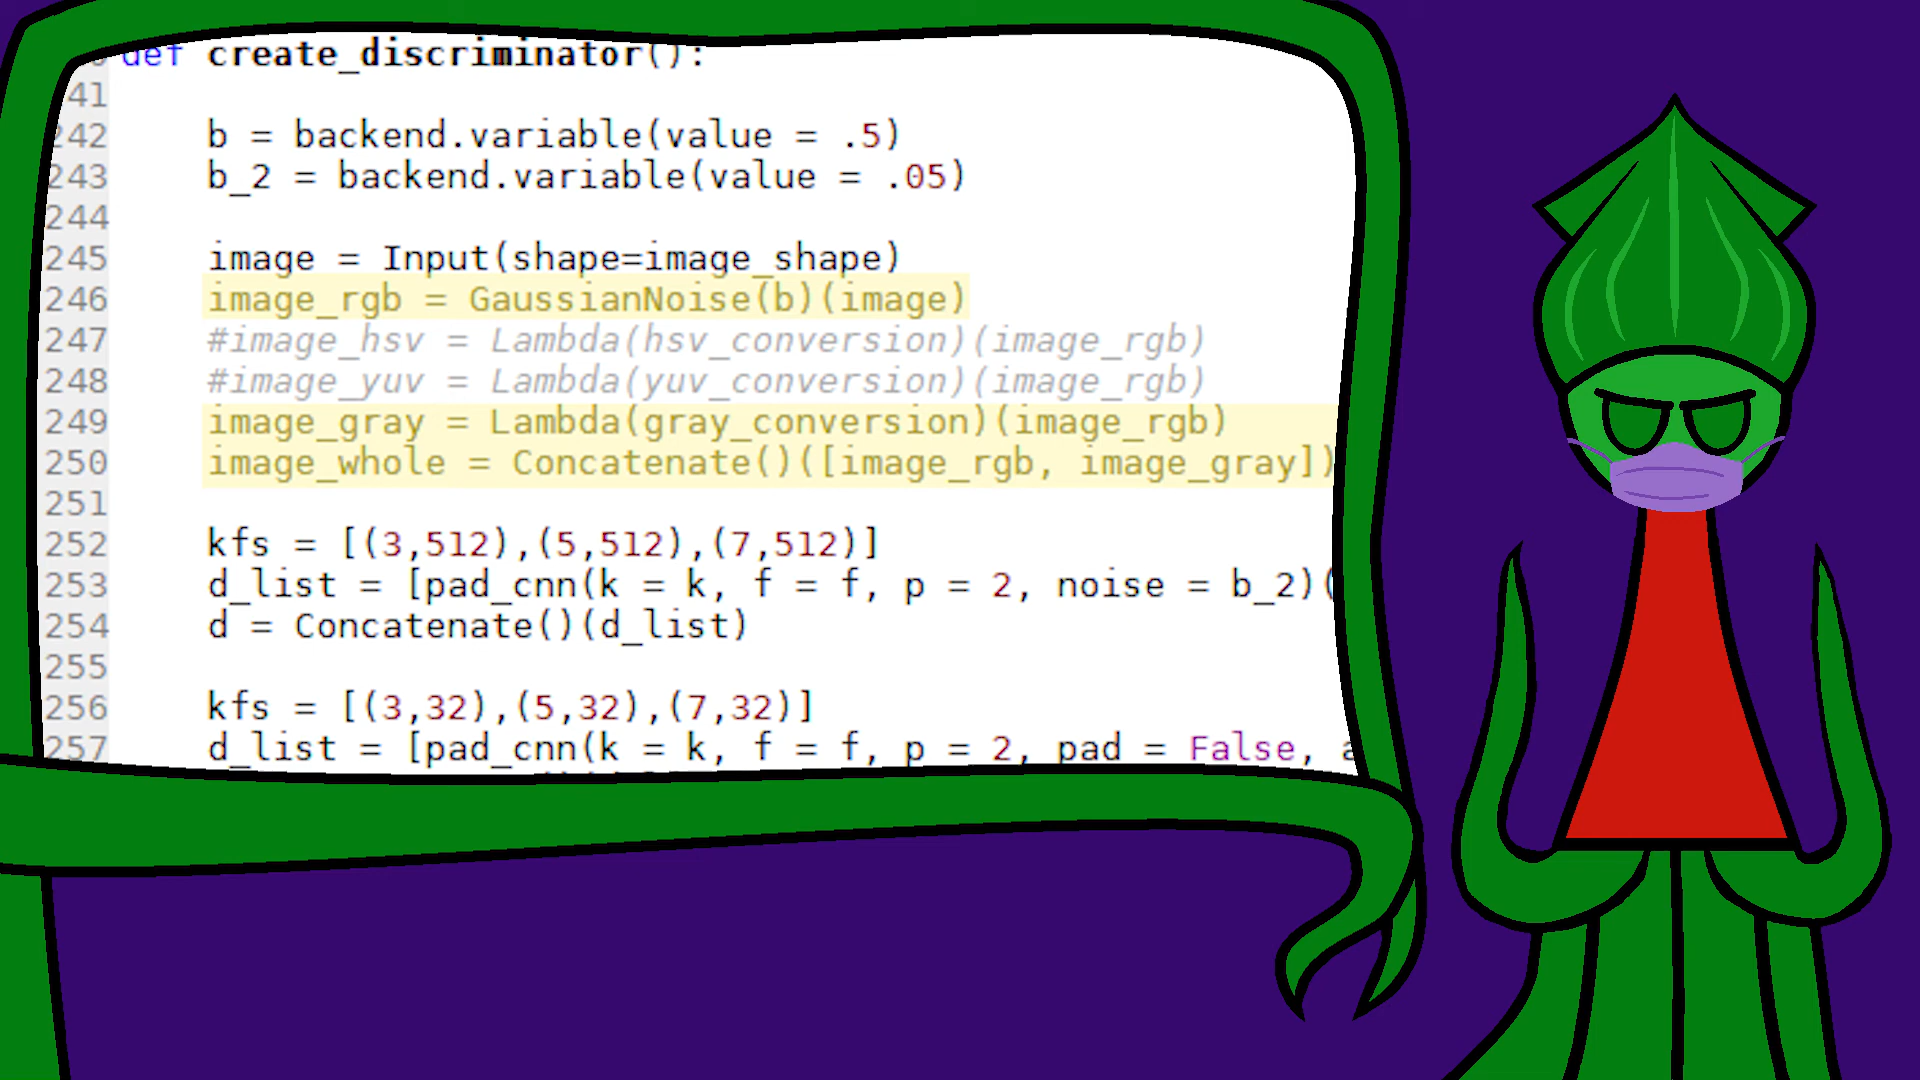 def create_discriminator():
41
242 b = backend.variable(value = .5)
243 b_2 = backend.variable(value = .05)
244
245 image = Input(shape=image_shape)
246 image_rgb = GaussianNoise(b)(image)
247 #image_hsv = Lambda(hsv_conversion)(image_rgb)
248 #image_yuv = Lambda(yuv_conversion)(image_rgb)
249 image_gray = Lambda(gray_conversion)(image_rgb)
250 image_whole = Concatenate()([image_rgb, image_gray])
251
252 kfs = [(3,512),(5,512),(7,512)]
253 d_list = [pad_cnn(k = k, f = f, p = 2, noise = b_2)(
254 d = Concatenate()(d_list)
255
256 kfs = [(3,32),(5,32),(7,32)]
257 d_list = [pad_cnn(k = k, f = f, p = 2, pad = False,